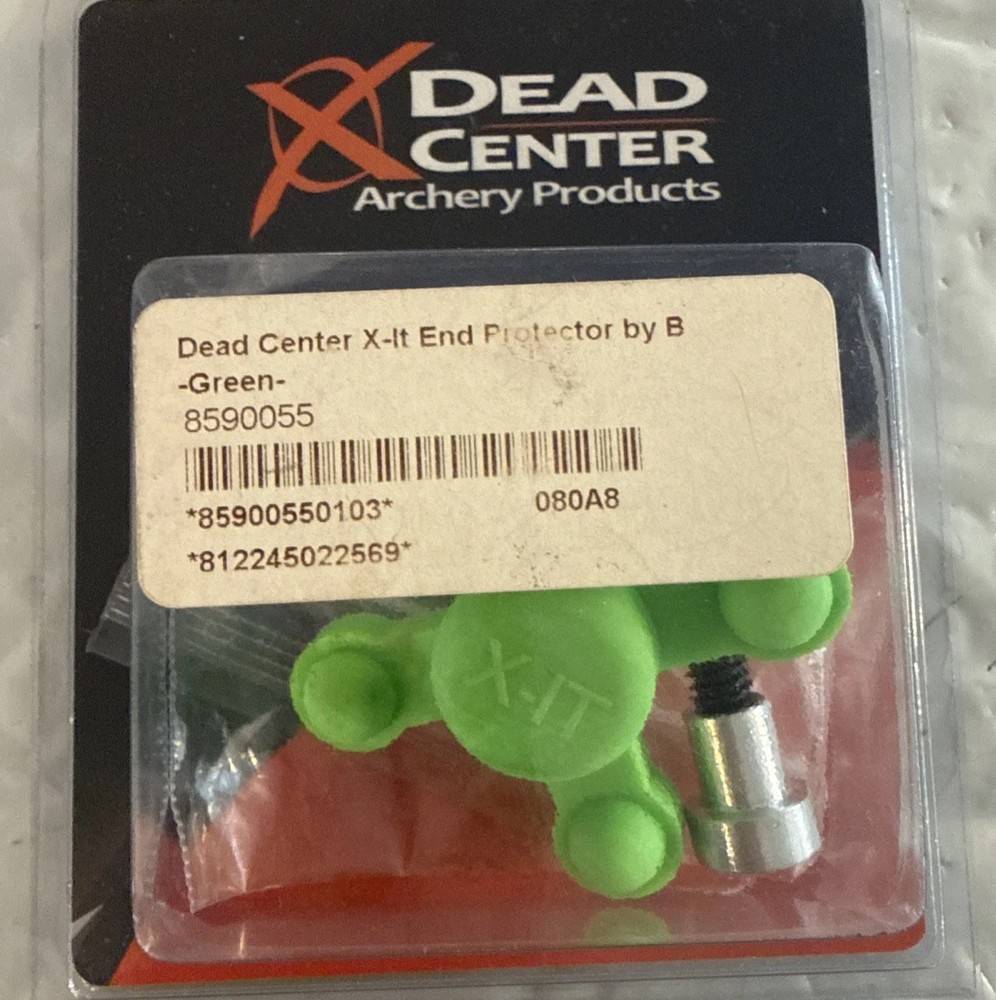 DEAD
CENTER
Archery Products
Dead Center X-It End Protector by B
-Green-
8590055
*85900550103* 080A8
*812245022569*
X-IT